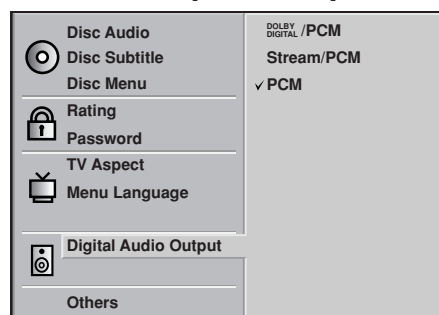 Disc Audio
Disc Subtitle
Disc Menu
Rating
Password
TV Aspect
Menu Language
Digital Audio Output
Others
DOLBY DIGITAL /PCM
Stream/PCM
✓ PCM